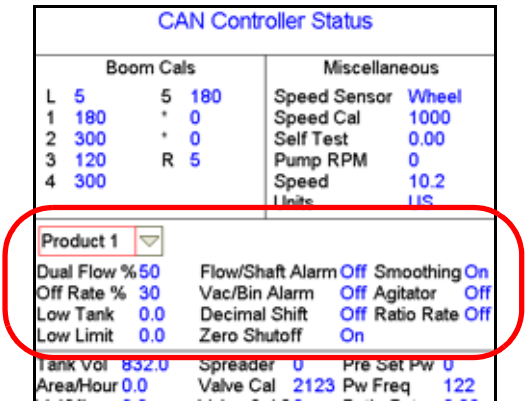 CAN Controller Status
Boom Cals
L 5 5 180
1 180 * 0
2 300 * 0
3 120 R 5
4 300
Miscellaneous
Speed Sensor Wheel
Speed Cal 1000
Self Test 0.00
Pump RPM 0
Speed 10.2
Units US
Product 1
Dual Flow % 50 Flow/Shaft Alarm Off Smoothing On
Off Rate % 30 Vac/Bin Alarm Off Agitator Off
Low Tank 0.0 Decimal Shift Off Ratio Rate Off
Low Limit 0.0 Zero Shutoff On
Tank Vol 832.0 Spreader 0 Pre Set Pw 0
Area/Hour 0.0 Valve Cal 2123 Pw Freq 122